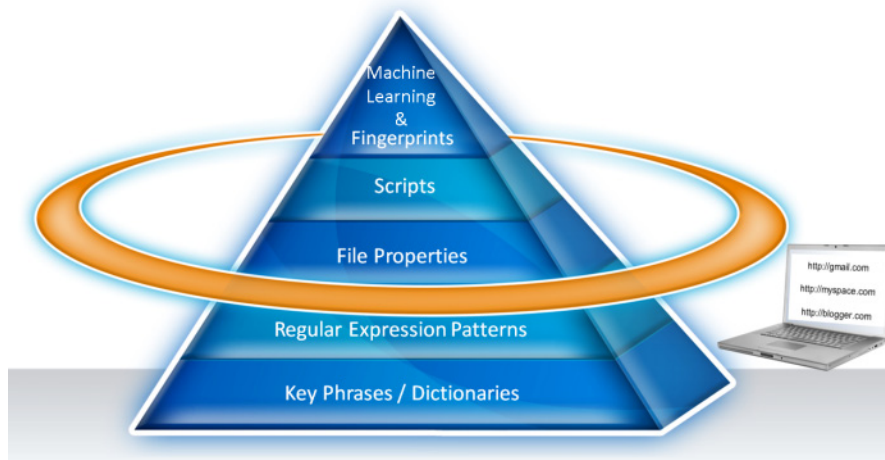 Machine
Learning
&
Fingerprints
Scripts
File Properties
Regular Expression Patterns
Key Phrases / Dictionaries
http://gmail.com
http://myspace.com
http://blogger.com